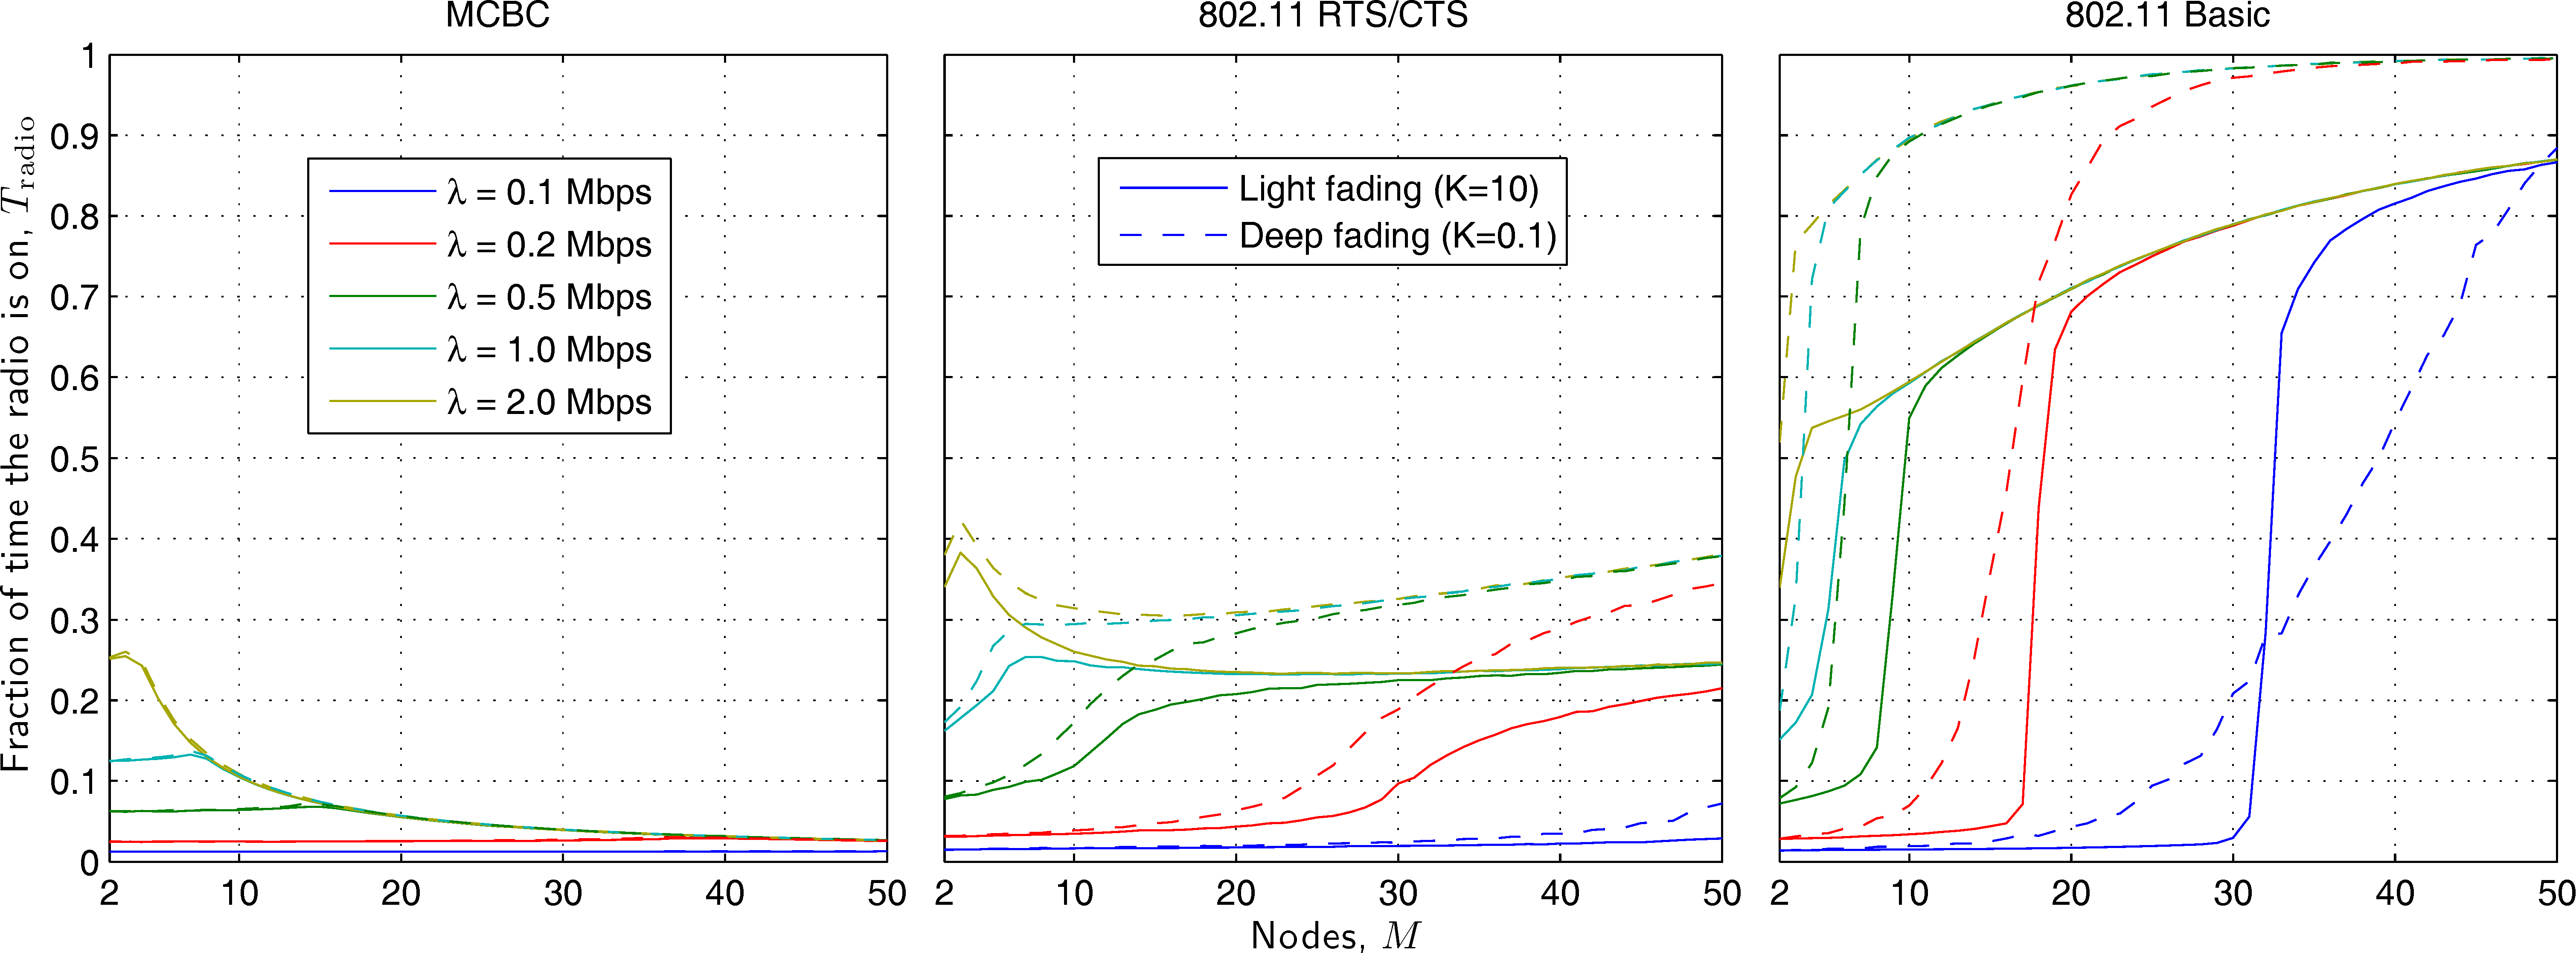 MCBC
802.11 RTS/CTS
802.11 Basic
Fraction of time the radio is on, T_radio
1
0.9
0.8
0.7
0.6
0.5
0.4
0.3
0.2
0.1
0
λ = 0.1 Mbps
λ = 0.2 Mbps
λ = 0.5 Mbps
λ = 1.0 Mbps
λ = 2.0 Mbps
Light fading (K=10)
Deep fading (K=0.1)
2 10 20 30 40 50
2 10 20 30 40 50
2 10 20 30 40 50
Nodes, M